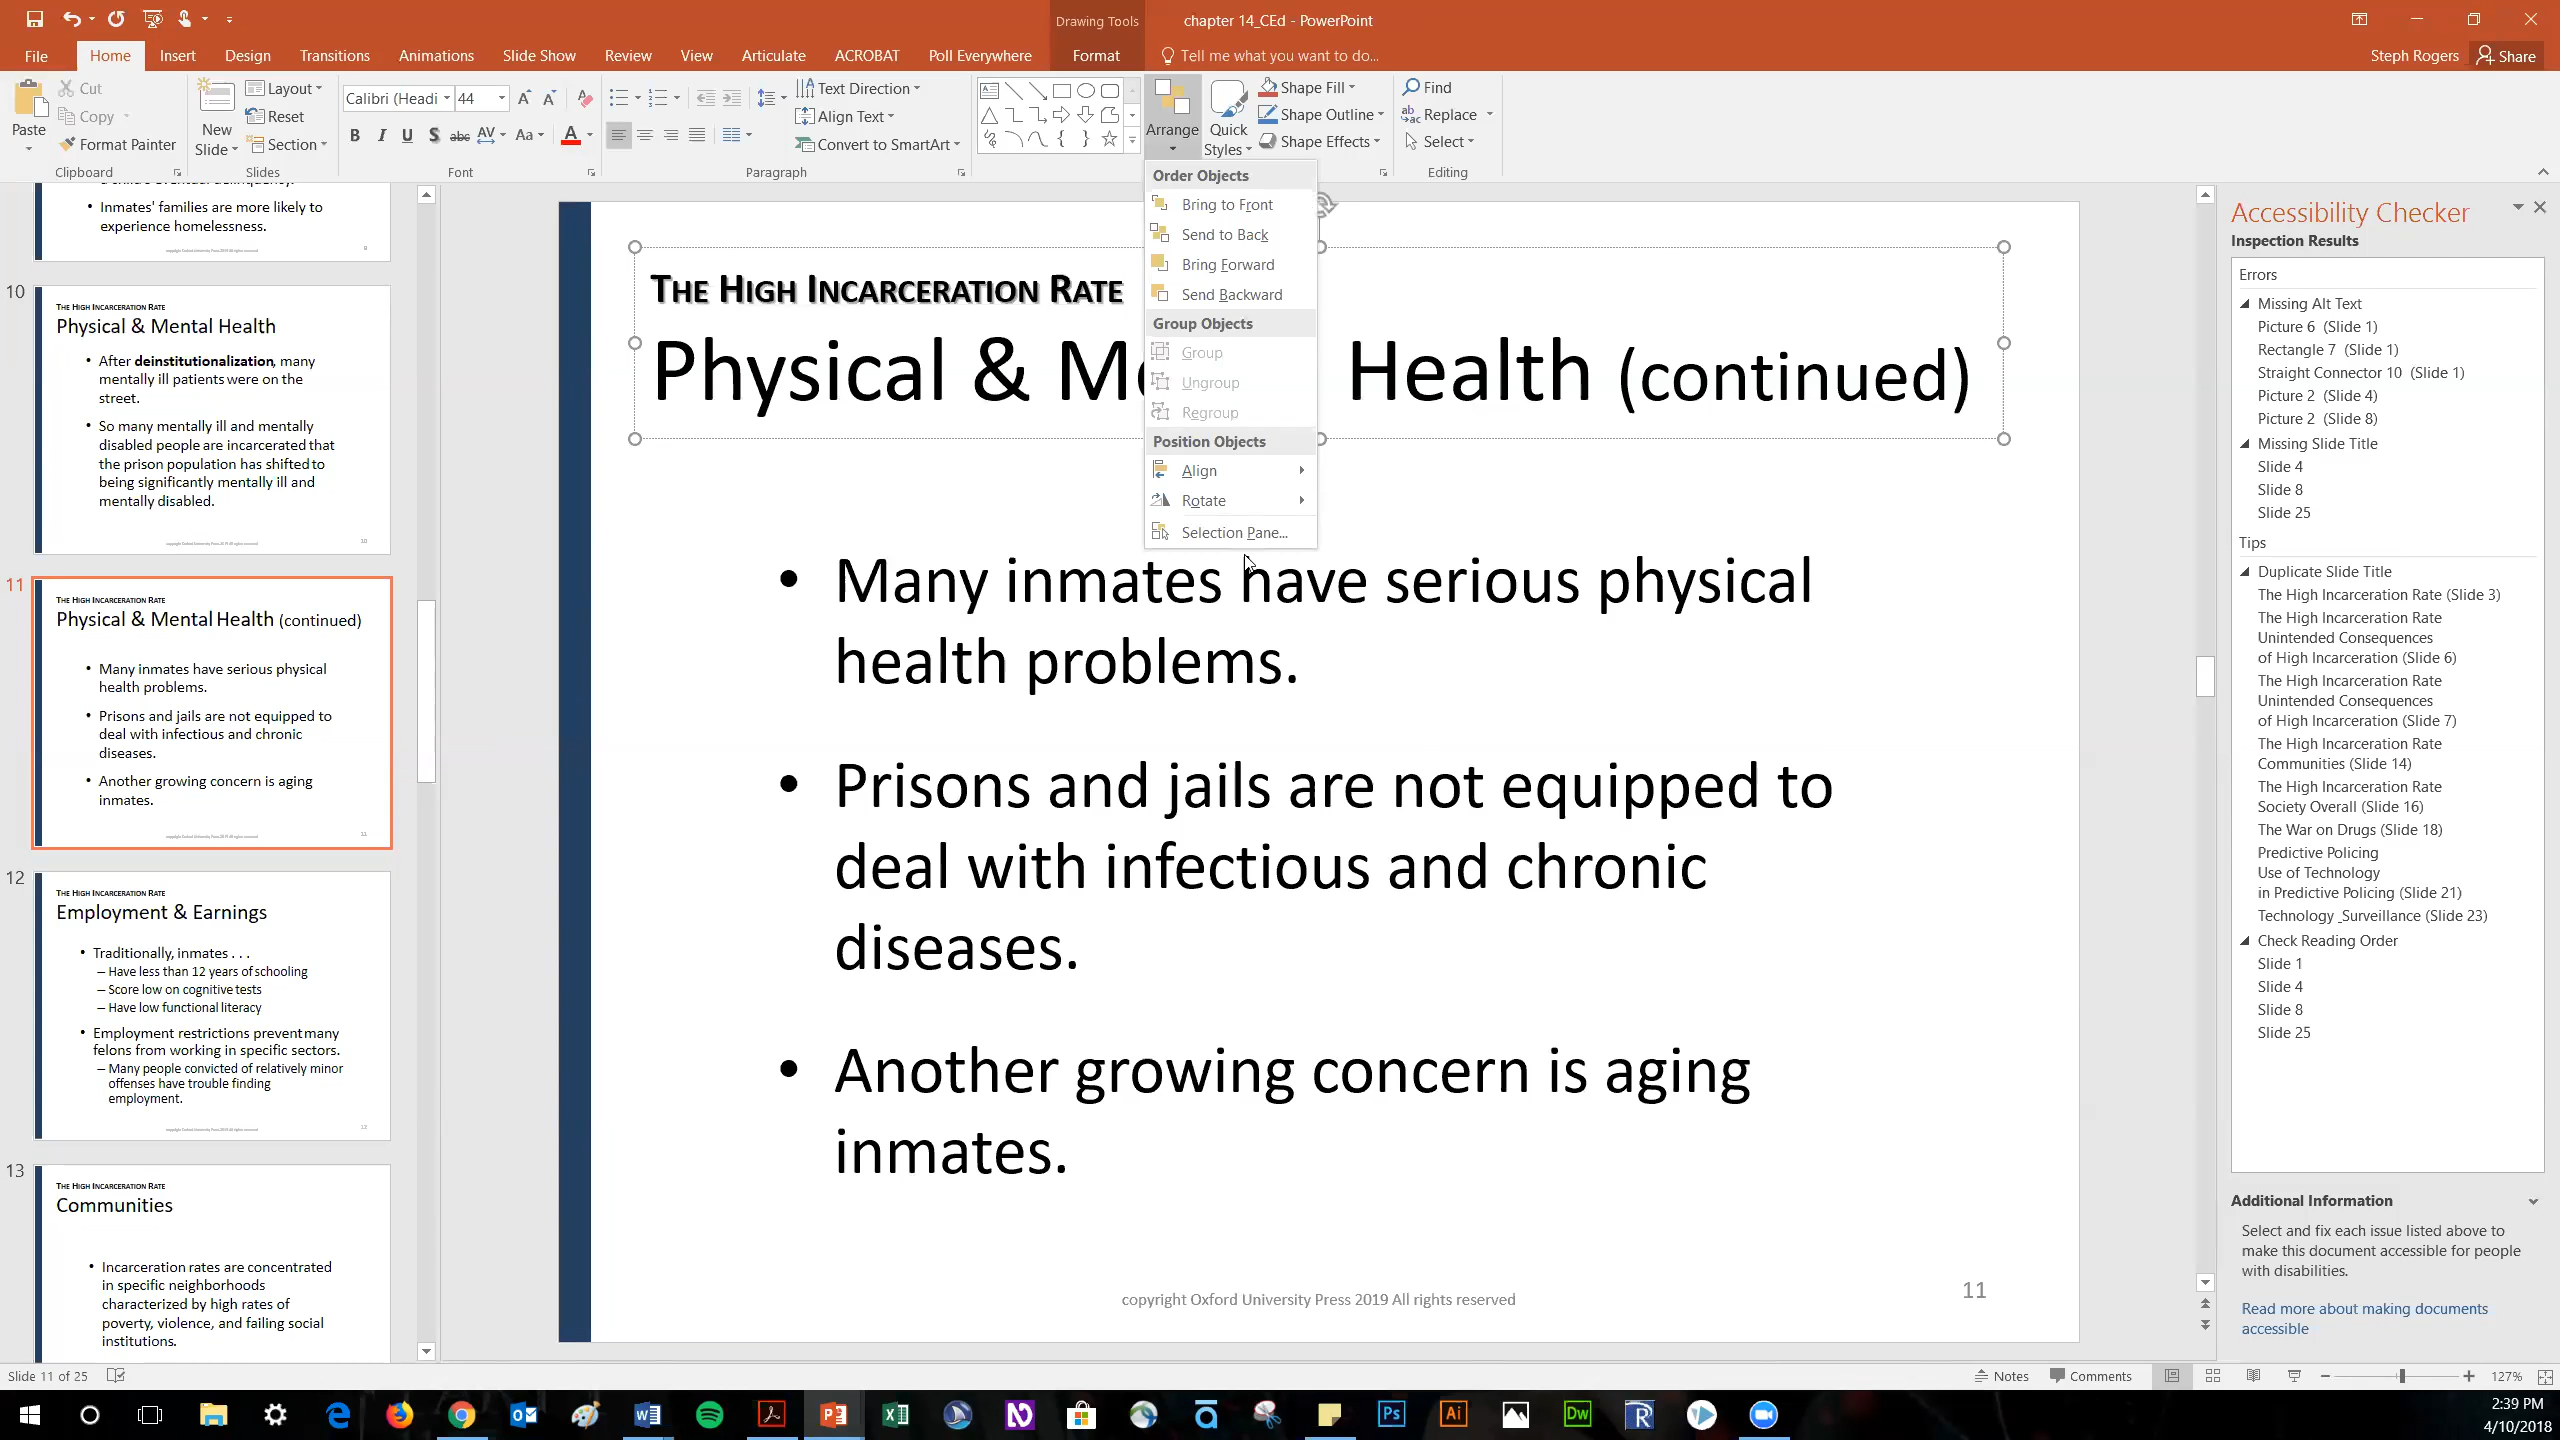 Drawing Tools
chapter 14_CEd - PowerPoint
File
Home
Insert
Design
Transitions
Animations
Slide Show
Review
View
Articulate
ACROBAT
Poll Everywhere
Format
Tell me what you want to do...
Steph Rogers
Share
Paste
Cut
Copy
Format Painter
Clipboard
New
Slide
Layout
Reset
Section
Slides
Calibri (Headi
44
Font
Text Direction
Align Text
Convert to SmartArt
Paragraph
Arrange
Quick
Styles
Shape Fill
Shape Outline
Shape Effects
Find
Replace
Select
Editing
Order Objects
Bring to Front
Send to Back
Bring Forward
Send Backward
Group Objects
Group
Ungroup
Regroup
Position Objects
Align
Rotate
Selection Pane...
• Inmates' families are more likely to
experience homelessness.
10
THE HIGH INCARCERATION RATE
Physical & Mental Health
• After deinstitutionalization, many
mentally ill patients were on the
street.
• So many mentally ill and mentally
disabled people are incarcerated that
the prison population has shifted to
being significantly mentally ill and
mentally disabled.
11
THE HIGH INCARCERATION RATE
Physical & Mental Health (continued)
• Many inmates have serious physical
health problems.
• Prisons and jails are not equipped to
deal with infectious and chronic
diseases.
• Another growing concern is aging
inmates.
12
THE HIGH INCARCERATION RATE
Employment & Earnings
• Traditionally, inmates . . .
– Have less than 12 years of schooling
– Score low on cognitive tests
– Have low functional literacy
• Employment restrictions prevent many
felons from working in specific sectors.
– Many people convicted of relatively minor
offenses have trouble finding
employment.
13
THE HIGH INCARCERATION RATE
Communities
• Incarceration rates are concentrated
in specific neighborhoods
characterized by high rates of
poverty, violence, and failing social
institutions.
THE HIGH INCARCERATION RATE
Physical & Me Health (continued)
• Many inmates have serious physical
health problems.
• Prisons and jails are not equipped to
deal with infectious and chronic
diseases.
• Another growing concern is aging
inmates.
copyright Oxford University Press 2019 All rights reserved
11
Accessibility Checker
Inspection Results
Errors
Missing Alt Text
Picture 6 (Slide 1)
Rectangle 7 (Slide 1)
Straight Connector 10 (Slide 1)
Picture 2 (Slide 4)
Picture 2 (Slide 8)
Missing Slide Title
Slide 4
Slide 8
Slide 25
Tips
Duplicate Slide Title
The High Incarceration Rate (Slide 3)
The High Incarceration Rate
Unintended Consequences
of High Incarceration (Slide 6)
The High Incarceration Rate
Unintended Consequences
of High Incarceration (Slide 7)
The High Incarceration Rate
Communities (Slide 14)
The High Incarceration Rate
Society Overall (Slide 16)
The War on Drugs (Slide 18)
Predictive Policing
Use of Technology
in Predictive Policing (Slide 21)
Technology _Surveillance (Slide 23)
Check Reading Order
Slide 1
Slide 4
Slide 8
Slide 25
Additional Information
Select and fix each issue listed above to
make this document accessible for people
with disabilities.
Read more about making documents
accessible
Slide 11 of 25
Notes
Comments
127%
2:39 PM
4/10/2018